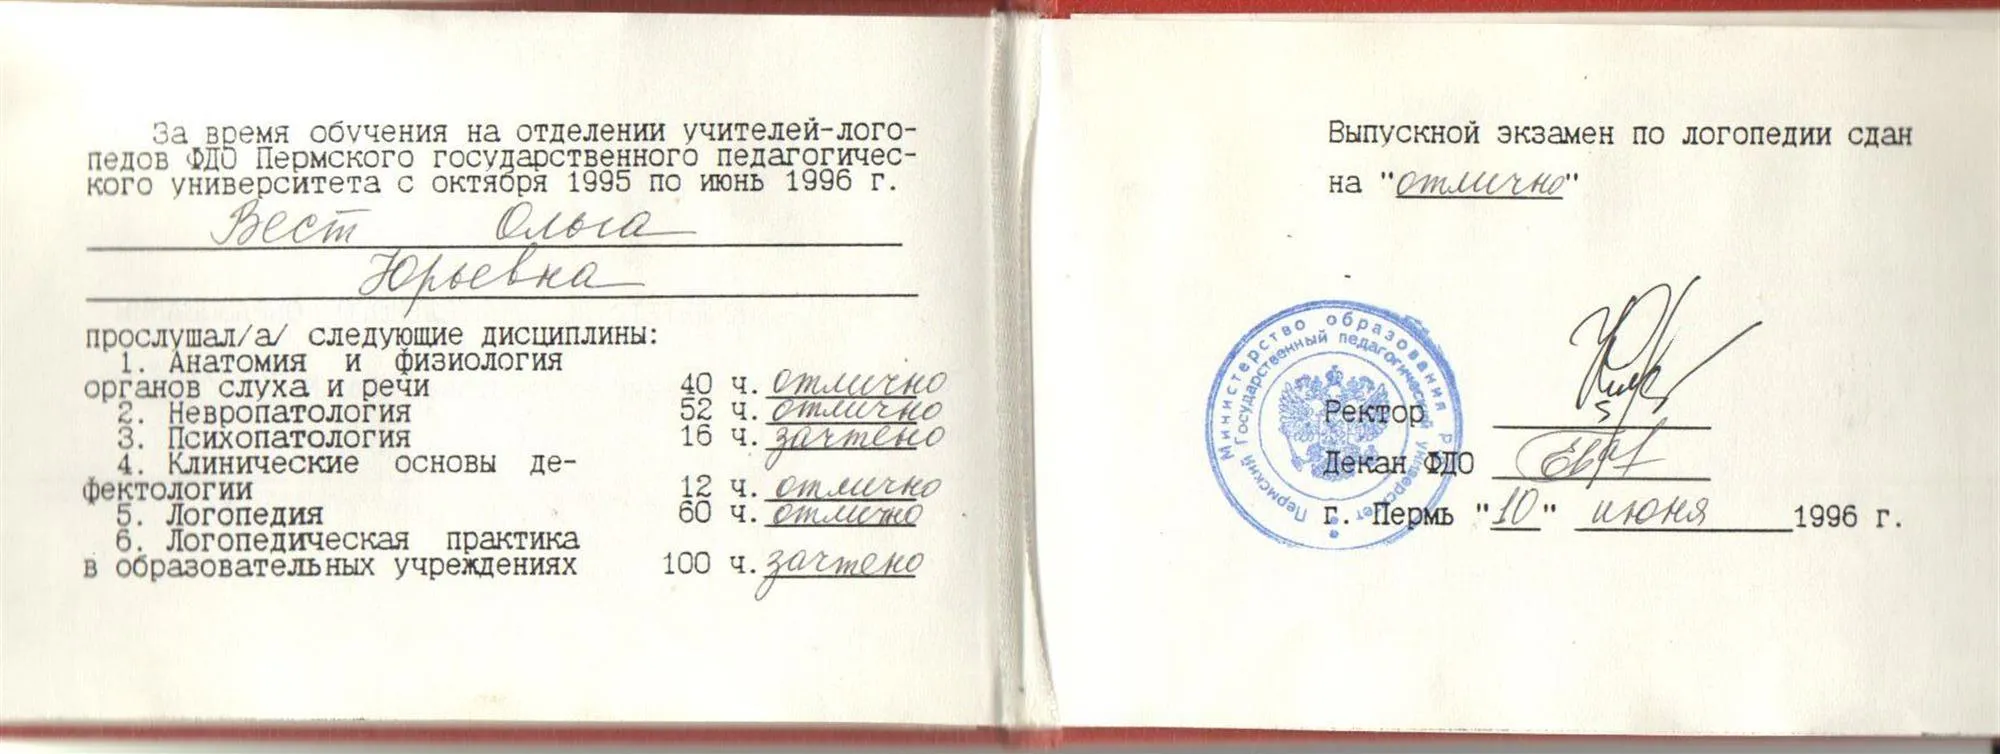 За время обучения на отделении учителей-лого-
педов ФДО Пермского государственного педагогичес-
кого университета с октября 1995 по июнь 1996 г.
Вест Ольга
Юрьевна
прослушал/а/ следующие дисциплины:
1. Анатомия и физиология
органов слуха и речи 40 ч. отлично
2. Невропатология 52 ч. отлично
3. Психопатология 16 ч. зачтено
4. Клинические основы де-
фектологии 12 ч. отлично
5. Логопедия 60 ч. отлично
6. Логопедическая практика
в образовательных учреждениях 100 ч. зачтено
Выпускной экзамен по логопедии сдан
на "отлично"
Министерство образования
Пермский Государственный педагогический университет
Ректор
Декан ФДО
г. Пермь "10" июня 1996 г.